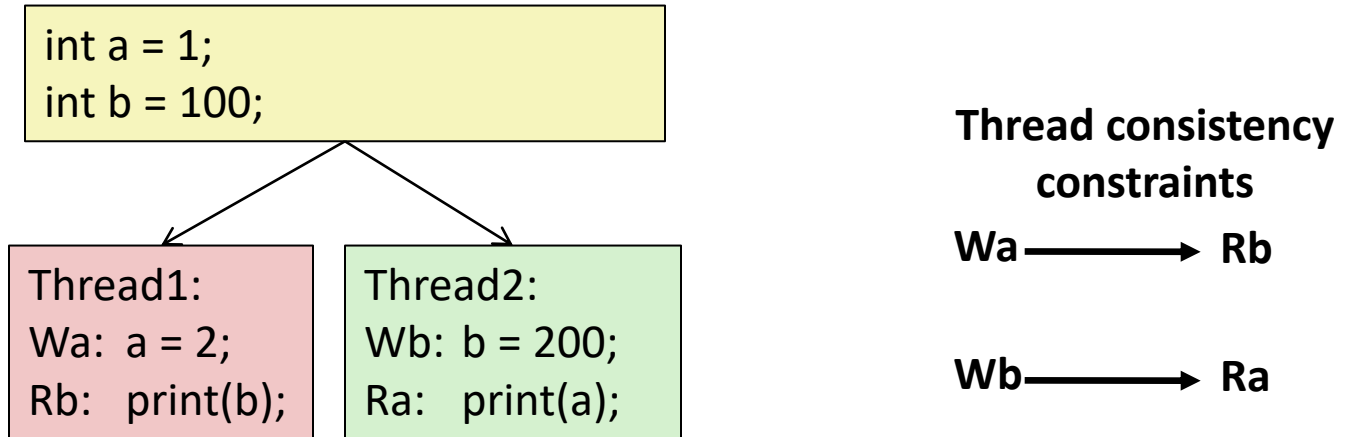 int a = 1;
int b = 100;
Thread consistency
constraints
Wa Rb
Wb Ra
Thread1:
Wa: a = 2;
Rb: print(b);
Thread2:
Wb: b = 200;
Ra: print(a);